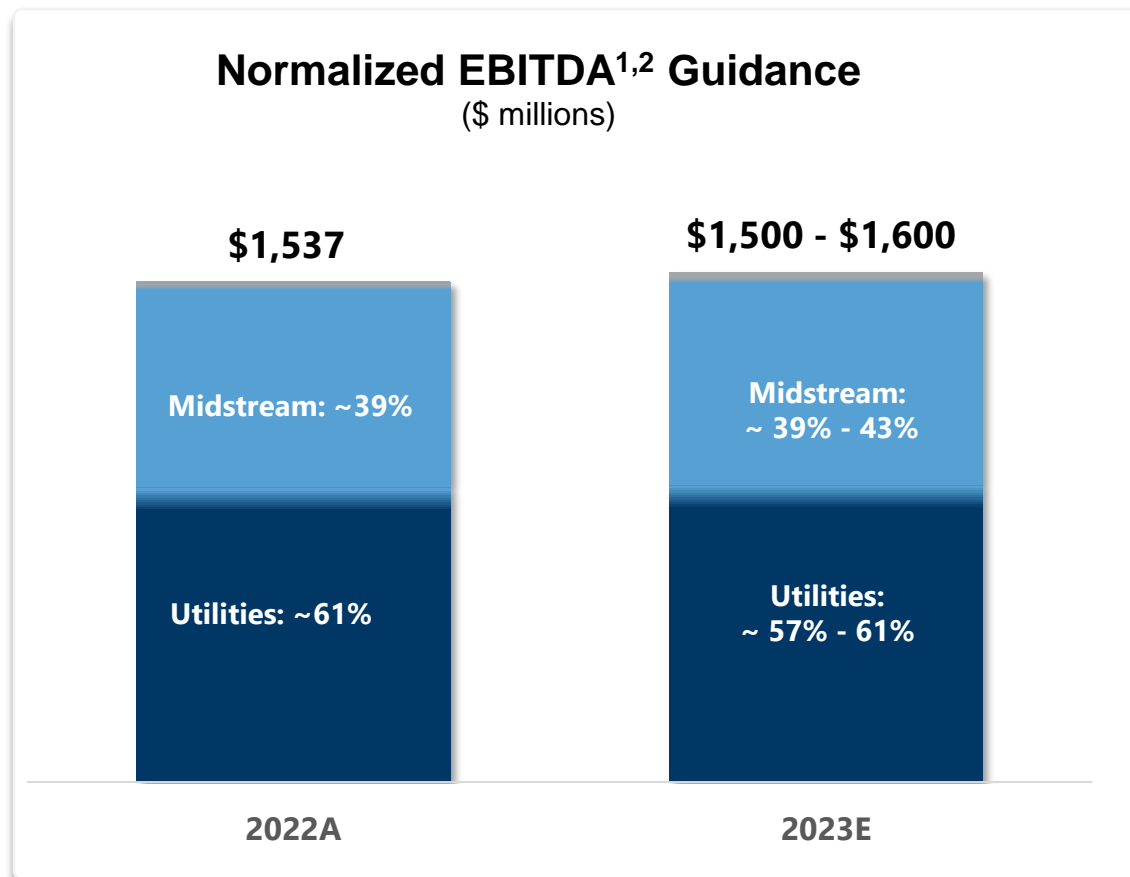 Normalized EBITDA1,2 Guidance
($ millions)
$1,537
$1,500 - $1,600
Midstream: ~39%
Midstream:
~ 39% - 43%
Utilities: ~61%
Utilities:
~ 57% - 61%
2022A
2023E